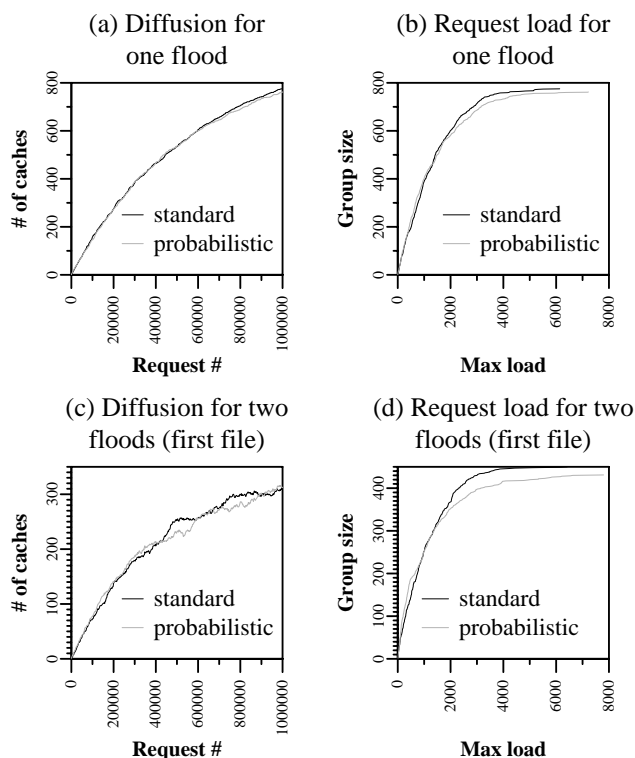 (a) Diffusion for
one flood
# of caches
0
200
400
600
800
standard
probabilistic
0
200000
400000
600000
800000
1000000
Request #
(b) Request load for
one flood
Group size
0
200
400
600
800
standard
probabilistic
0
2000
4000
6000
8000
Max load
(c) Diffusion for two
floods (first file)
# of caches
0
100
200
300
standard
probabilistic
0
200000
400000
600000
800000
1000000
Request #
(d) Request load for two
floods (first file)
Group size
0
100
200
300
400
standard
probabilistic
0
2000
4000
6000
8000
Max load